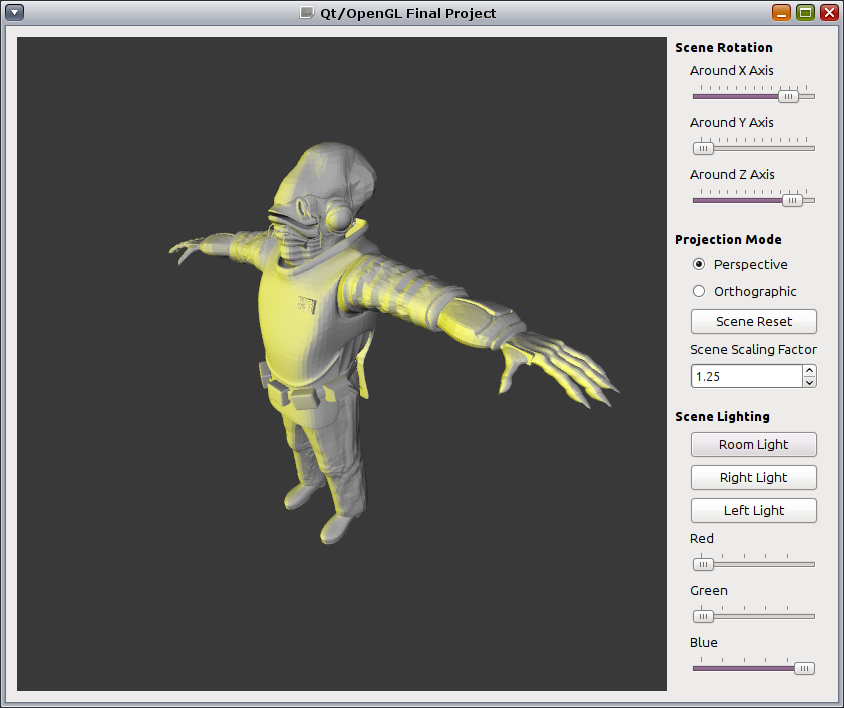 Qt/OpenGL Final Project
Scene Rotation
Around X Axis
Around Y Axis
Around Z Axis
Projection Mode
Perspective
Orthographic
Scene Reset
Scene Scaling Factor
1.25
Scene Lighting
Room Light
Right Light
Left Light
Red
Green
Blue